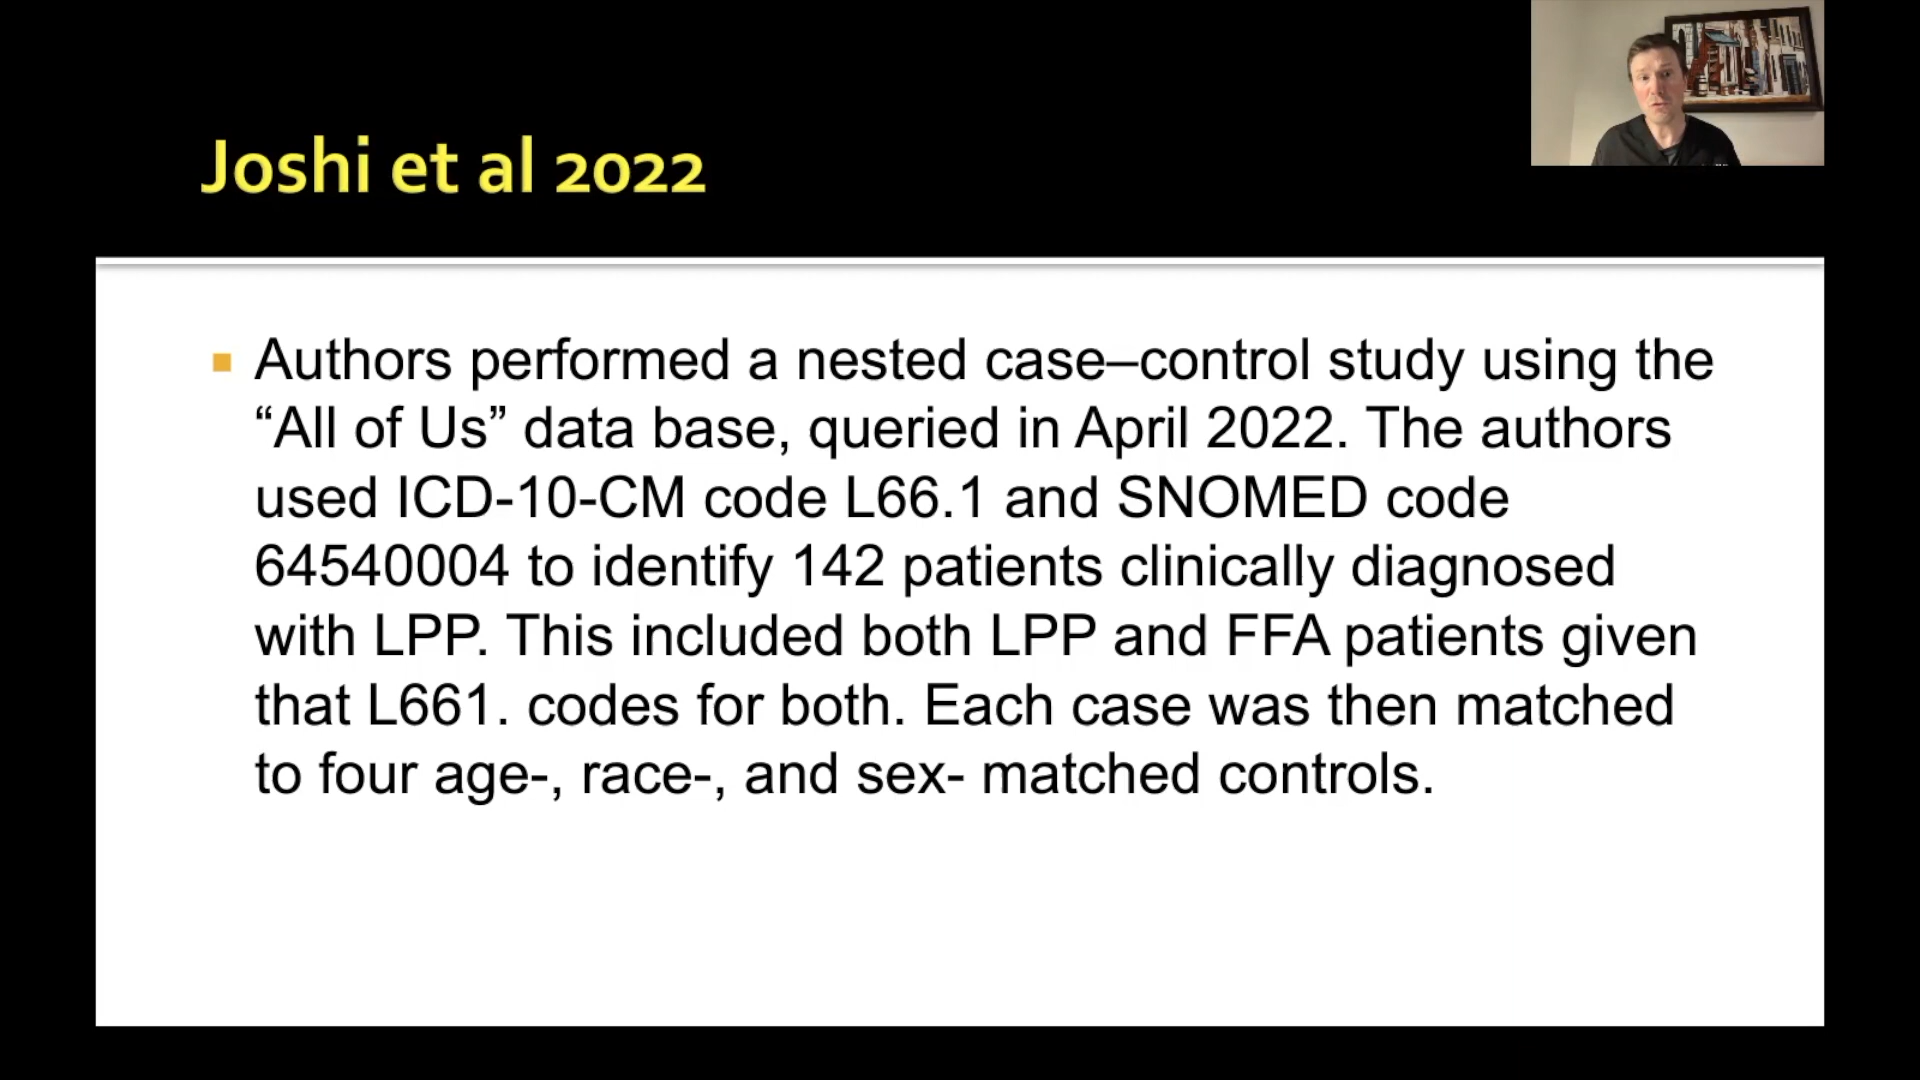 Joshi et al 2022
Authors performed a nested case–control study using the
“All of Us” data base, queried in April 2022. The authors
used ICD-10-CM code L66.1 and SNOMED code
64540004 to identify 142 patients clinically diagnosed
with LPP. This included both LPP and FFA patients given
that L661. codes for both. Each case was then matched
to four age-, race-, and sex- matched controls.